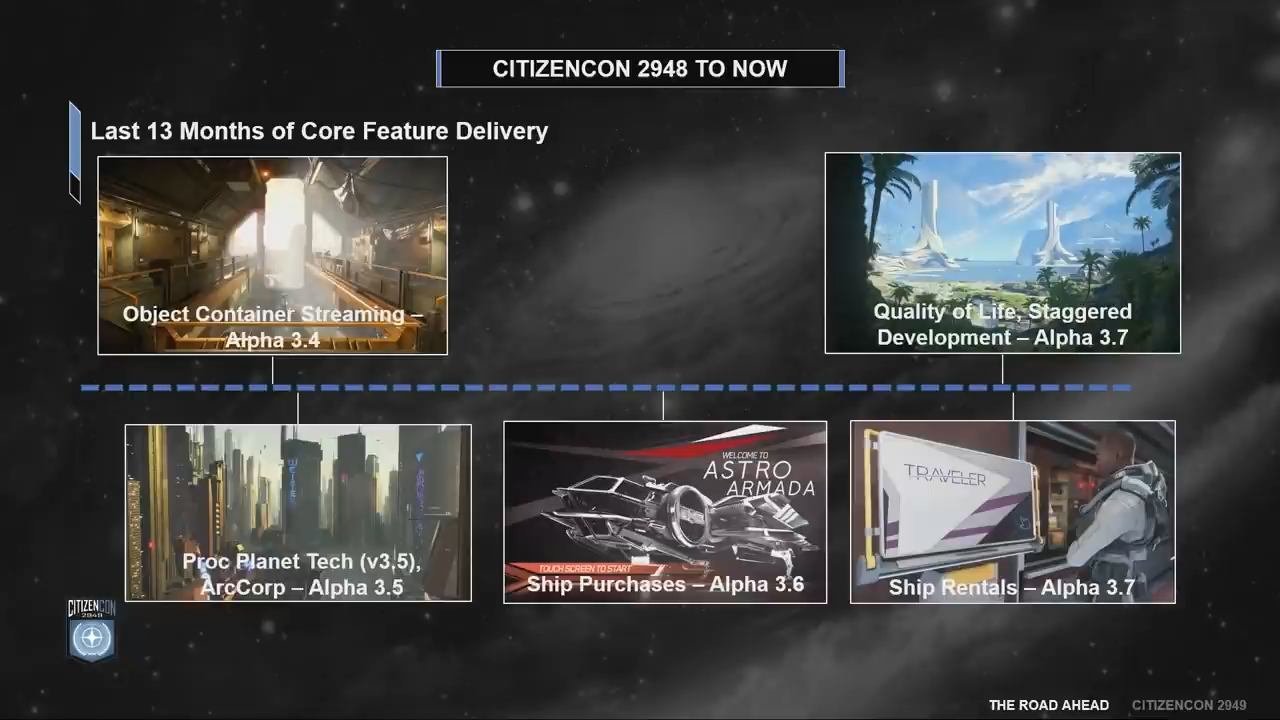 CITIZENCON 2948 TO NOW
Last 13 Months of Core Feature Delivery
Object Container Streaming –
Alpha 3.4
Quality of Life, Staggered
Development – Alpha 3.7
Proc Planet Tech (v3.5),
ArcCorp – Alpha 3.5
WELCOME TO
ASTRO
ARMADA
TOUCH SCREEN TO START
Ship Purchases – Alpha 3.6
TRAVELER
Ship Rentals – Alpha 3.7
CITIZENCON
2949
THE ROAD AHEAD CITIZENCON 2949